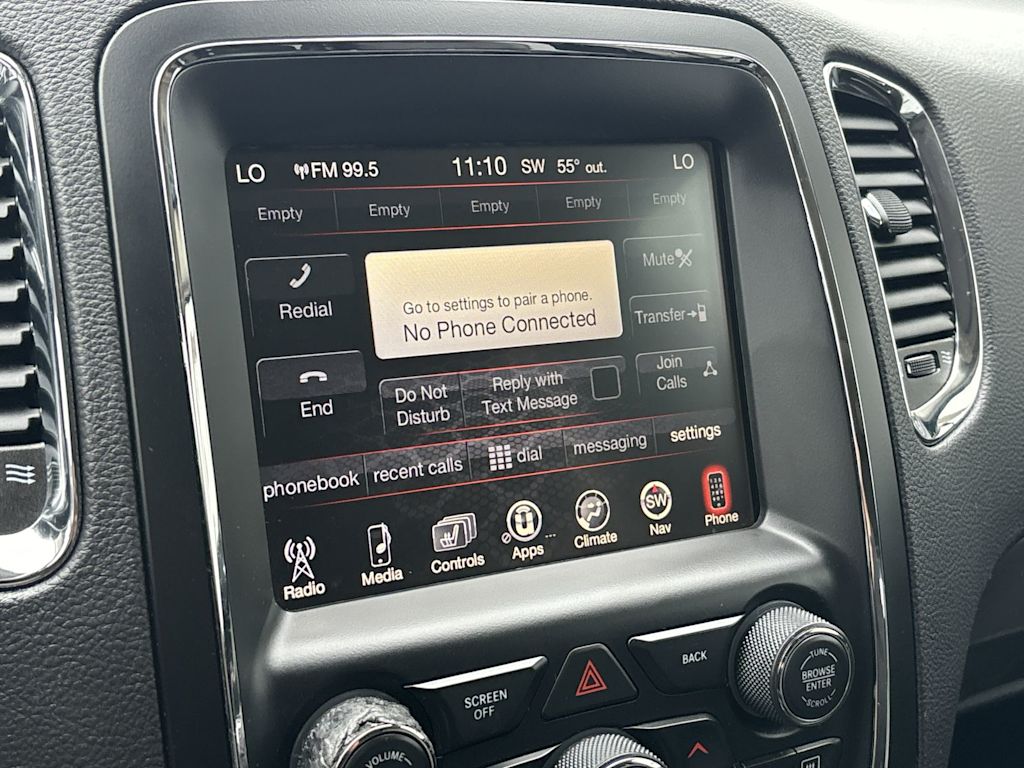 LO FM 99.5 11:10 SW 55° out. LO
Empty Empty Empty Empty Empty
Redial
Go to settings to pair a phone.
No Phone Connected
Mute
Transfer
End
Do Not
Disturb
Reply with
Text Message
Join
Calls
phonebook recent calls dial messaging settings
Radio Media Controls Apps Climate SW Nav Phone
SCREEN
OFF
BACK
TUNE
BROWSE
ENTER
SCROLL
VOLUME